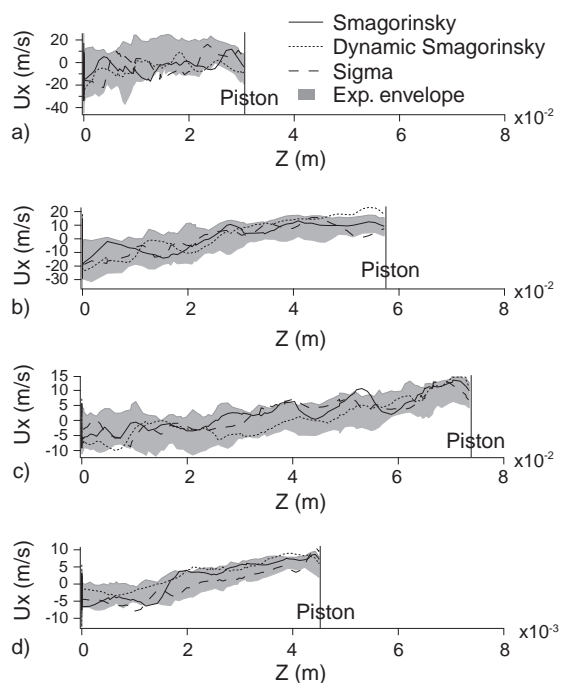 Smagorinsky
Dynamic Smagorinsky
Sigma
Exp. envelope
Ux (m/s)
20
0
-20
-40
Piston
a)
0 2 4 6 8
x10-2
Z (m)
Ux (m/s)
20
10
0
-10
-20
-30
Piston
b)
0 2 4 6 8
x10-2
Z (m)
Ux (m/s)
15
10
5
0
-5
-10
Piston
c)
0 2 4 6 8
x10-2
Z (m)
Ux (m/s)
10
5
0
-5
-10
Piston
d)
0 2 4 6 8
x10-3
Z (m)